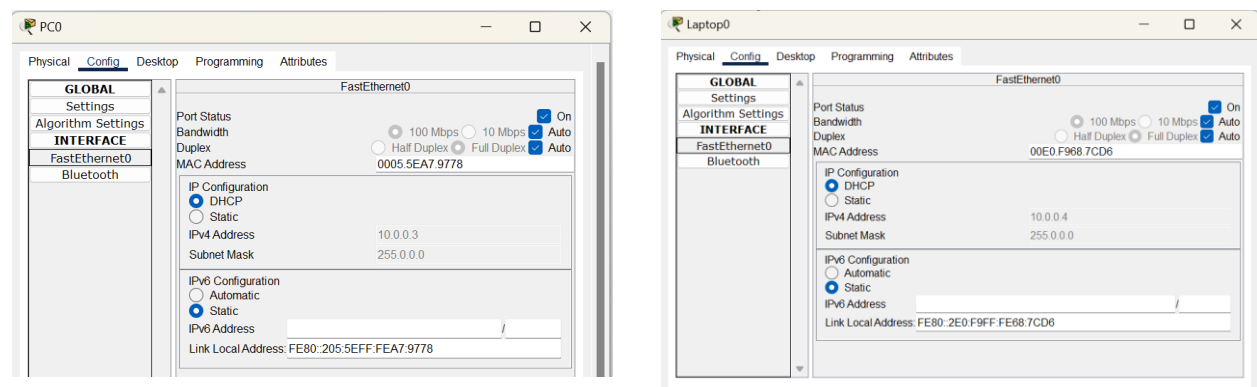 PC0
Physical Config Desktop Programming Attributes
GLOBAL
Settings
Algorithm Settings
INTERFACE
FastEthernet0
Bluetooth
FastEthernet0
Port Status On
Bandwidth 100 Mbps 10 Mbps Auto
Duplex Half Duplex Full Duplex Auto
MAC Address 0005.5EA7.9778
IP Configuration
DHCP
Static
IPv4 Address 10.0.0.3
Subnet Mask 255.0.0.0
IPv6 Configuration
Automatic
Static
IPv6 Address /
Link Local Address: FE80::205:5EFF:FEA7:9778
Laptop0
Physical Config Desktop Programming Attributes
GLOBAL
Settings
Algorithm Settings
INTERFACE
FastEthernet0
Bluetooth
FastEthernet0
Port Status On
Bandwidth 100 Mbps 10 Mbps Auto
Duplex Half Duplex Full Duplex Auto
MAC Address 00E0.F968.7CD6
IP Configuration
DHCP
Static
IPv4 Address 10.0.0.4
Subnet Mask 255.0.0.0
IPv6 Configuration
Automatic
Static
IPv6 Address /
Link Local Address: FE80::2E0:F9FF:FE68:7CD6